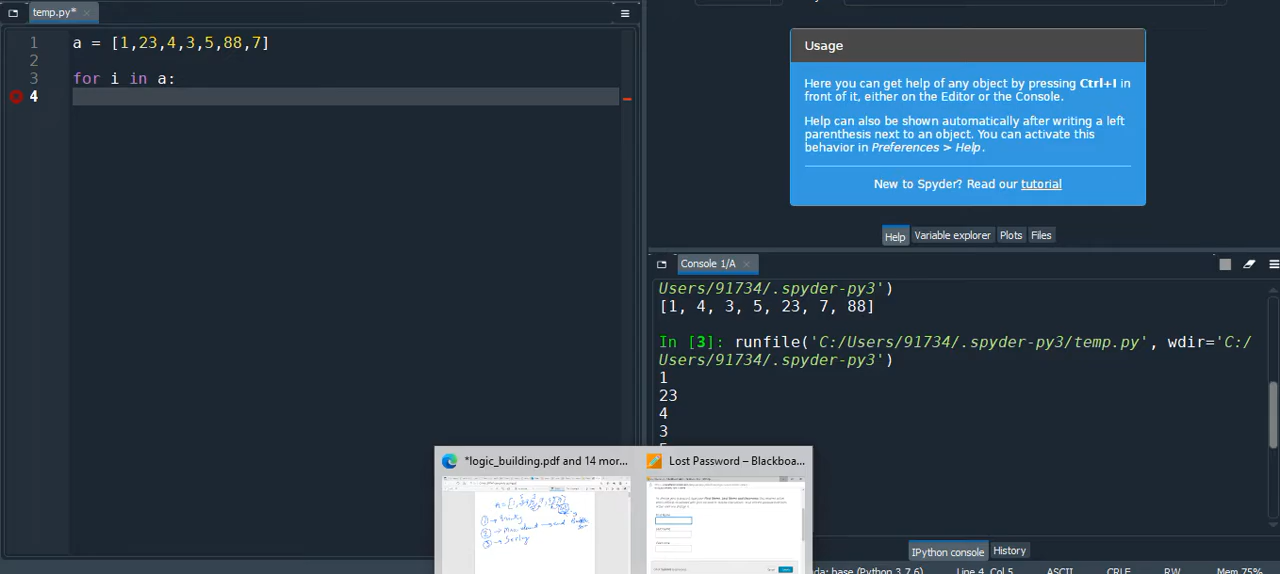 temp.py*
1 a = [1,23,4,3,5,88,7]
2
3 for i in a:
4
Usage
Here you can get help of any object by pressing Ctrl+I in
front of it, either on the Editor or the Console.
Help can also be shown automatically after writing a left
parenthesis next to an object. You can activate this
behavior in Preferences > Help.
New to Spyder? Read our tutorial
Help Variable explorer Plots Files
Console 1/A
Users/91734/.spyder-py3')
[1, 4, 3, 5, 23, 7, 88]
In [3]: runfile('C:/Users/91734/.spyder-py3/temp.py', wdir='C:/
Users/91734/.spyder-py3')
1
23
4
3
*logic_building.pdf and 14 mor...
Lost Password – Blackboa...
IPython console History
base (Python 3.7.6) Line 4, Col 5 ASCII CRLF RW Mem 75%